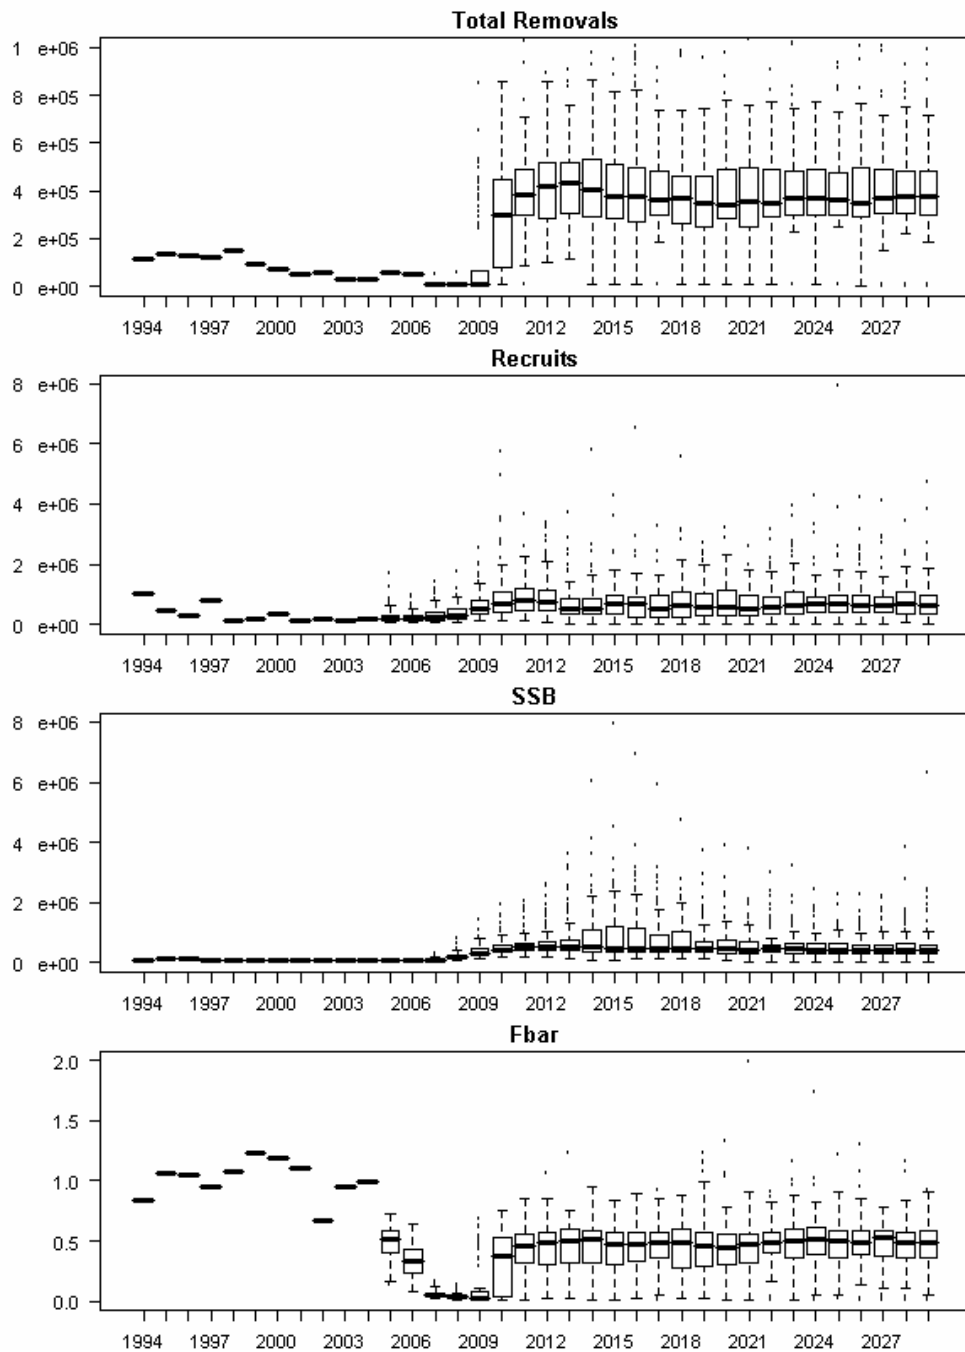 Total Removals
1 e+06
8 e+05
6 e+05
4 e+05
2 e+05
0 e+00
1994 1997 2000 2003 2006 2009 2012 2015 2018 2021 2024 2027
Recruits
8 e+06
6 e+06
4 e+06
2 e+06
0 e+00
1994 1997 2000 2003 2006 2009 2012 2015 2018 2021 2024 2027
SSB
8 e+06
6 e+06
4 e+06
2 e+06
0 e+00
1994 1997 2000 2003 2006 2009 2012 2015 2018 2021 2024 2027
Fbar
2.0
1.5
1.0
0.5
0.0
1994 1997 2000 2003 2006 2009 2012 2015 2018 2021 2024 2027